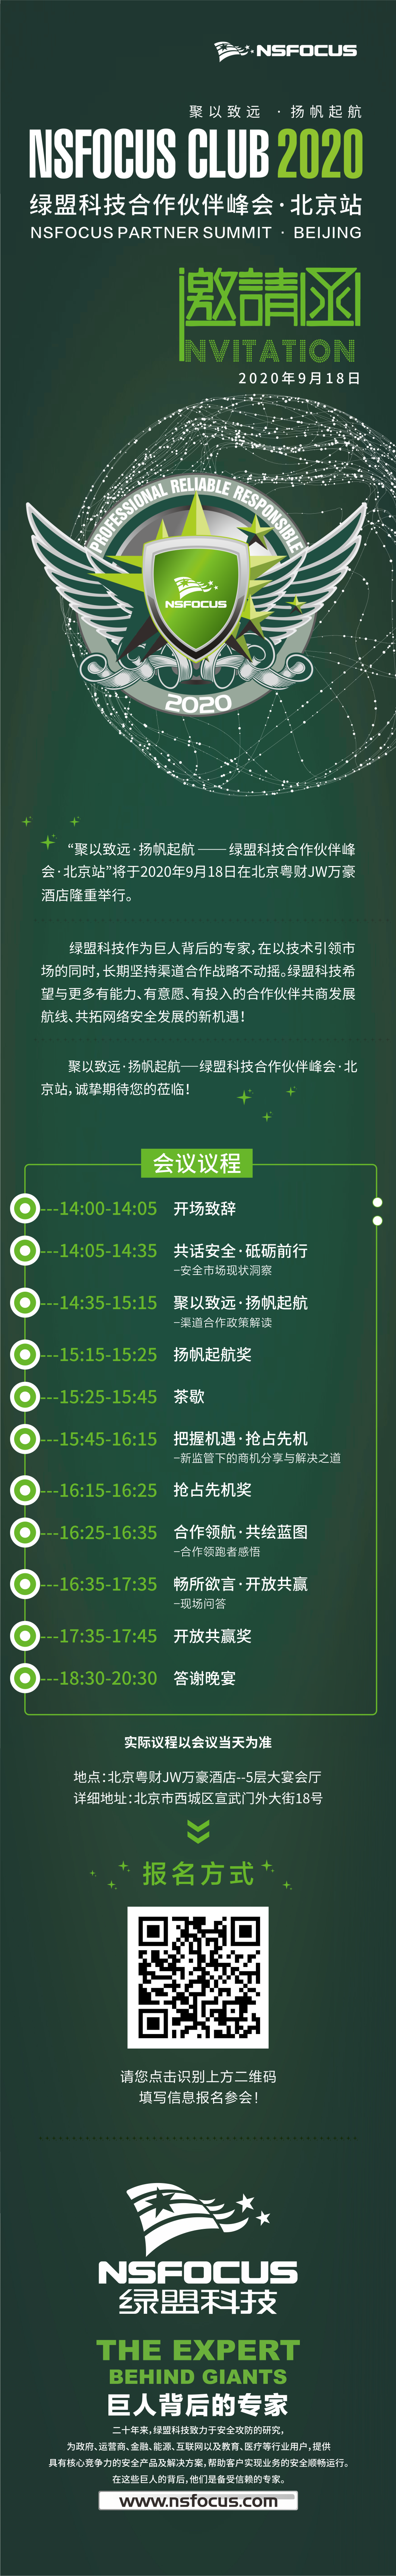 NSFOCUS
聚以致远 · 扬帆起航
NSFOCUS CLUB 2020
绿盟科技合作伙伴峰会·北京站
NSFOCUS PARTNER SUMMIT · BEIJING
邀請函
INVITATION
2020年9月18日
PROFESSIONAL RELIABLE RESPONSIBLE
NSFOCUS
2020
“聚以致远·扬帆起航 —— 绿盟科技合作伙伴峰
会·北京站”将于2020年9月18日在北京粤财JW万豪
酒店隆重举行。
绿盟科技作为巨人背后的专家,在以技术引领市
场的同时,长期坚持渠道合作战略不动摇。绿盟科技希
望与更多有能力、有意愿、有投入的合作伙伴共商发展
航线、共拓网络安全发展的新机遇!
聚以致远·扬帆起航——绿盟科技合作伙伴峰会·北
京站,诚挚期待您的莅临!
会议议程
---14:00-14:05 开场致辞
---14:05-14:35 共话安全·砥砺前行
–安全市场现状洞察
---14:35-15:15 聚以致远·扬帆起航
–渠道合作政策解读
---15:15-15:25 扬帆起航奖
---15:25-15:45 茶歇
---15:45-16:15 把握机遇·抢占先机
–新监管下的商机分享与解决之道
---16:15-16:25 抢占先机奖
---16:25-16:35 合作领航·共绘蓝图
–合作领跑者感悟
---16:35-17:35 畅所欲言·开放共赢
–现场问答
---17:35-17:45 开放共赢奖
---18:30-20:30 答谢晚宴
实际议程以会议当天为准
地点:北京粤财JW万豪酒店--5层大宴会厅
详细地址:北京市西城区宣武门外大街18号
报名方式
请您点击识别上方二维码
填写信息报名参会!
NSFOCUS
绿盟科技
THE EXPERT
BEHIND GIANTS
巨人背后的专家
二十年来,绿盟科技致力于安全攻防的研究,
为政府、运营商、金融、能源、互联网以及教育、医疗等行业用户,提供
具有核心竞争力的安全产品及解决方案,帮助客户实现业务的安全顺畅运行。
在这些巨人的背后,他们是备受信赖的专家。
www.nsfocus.com